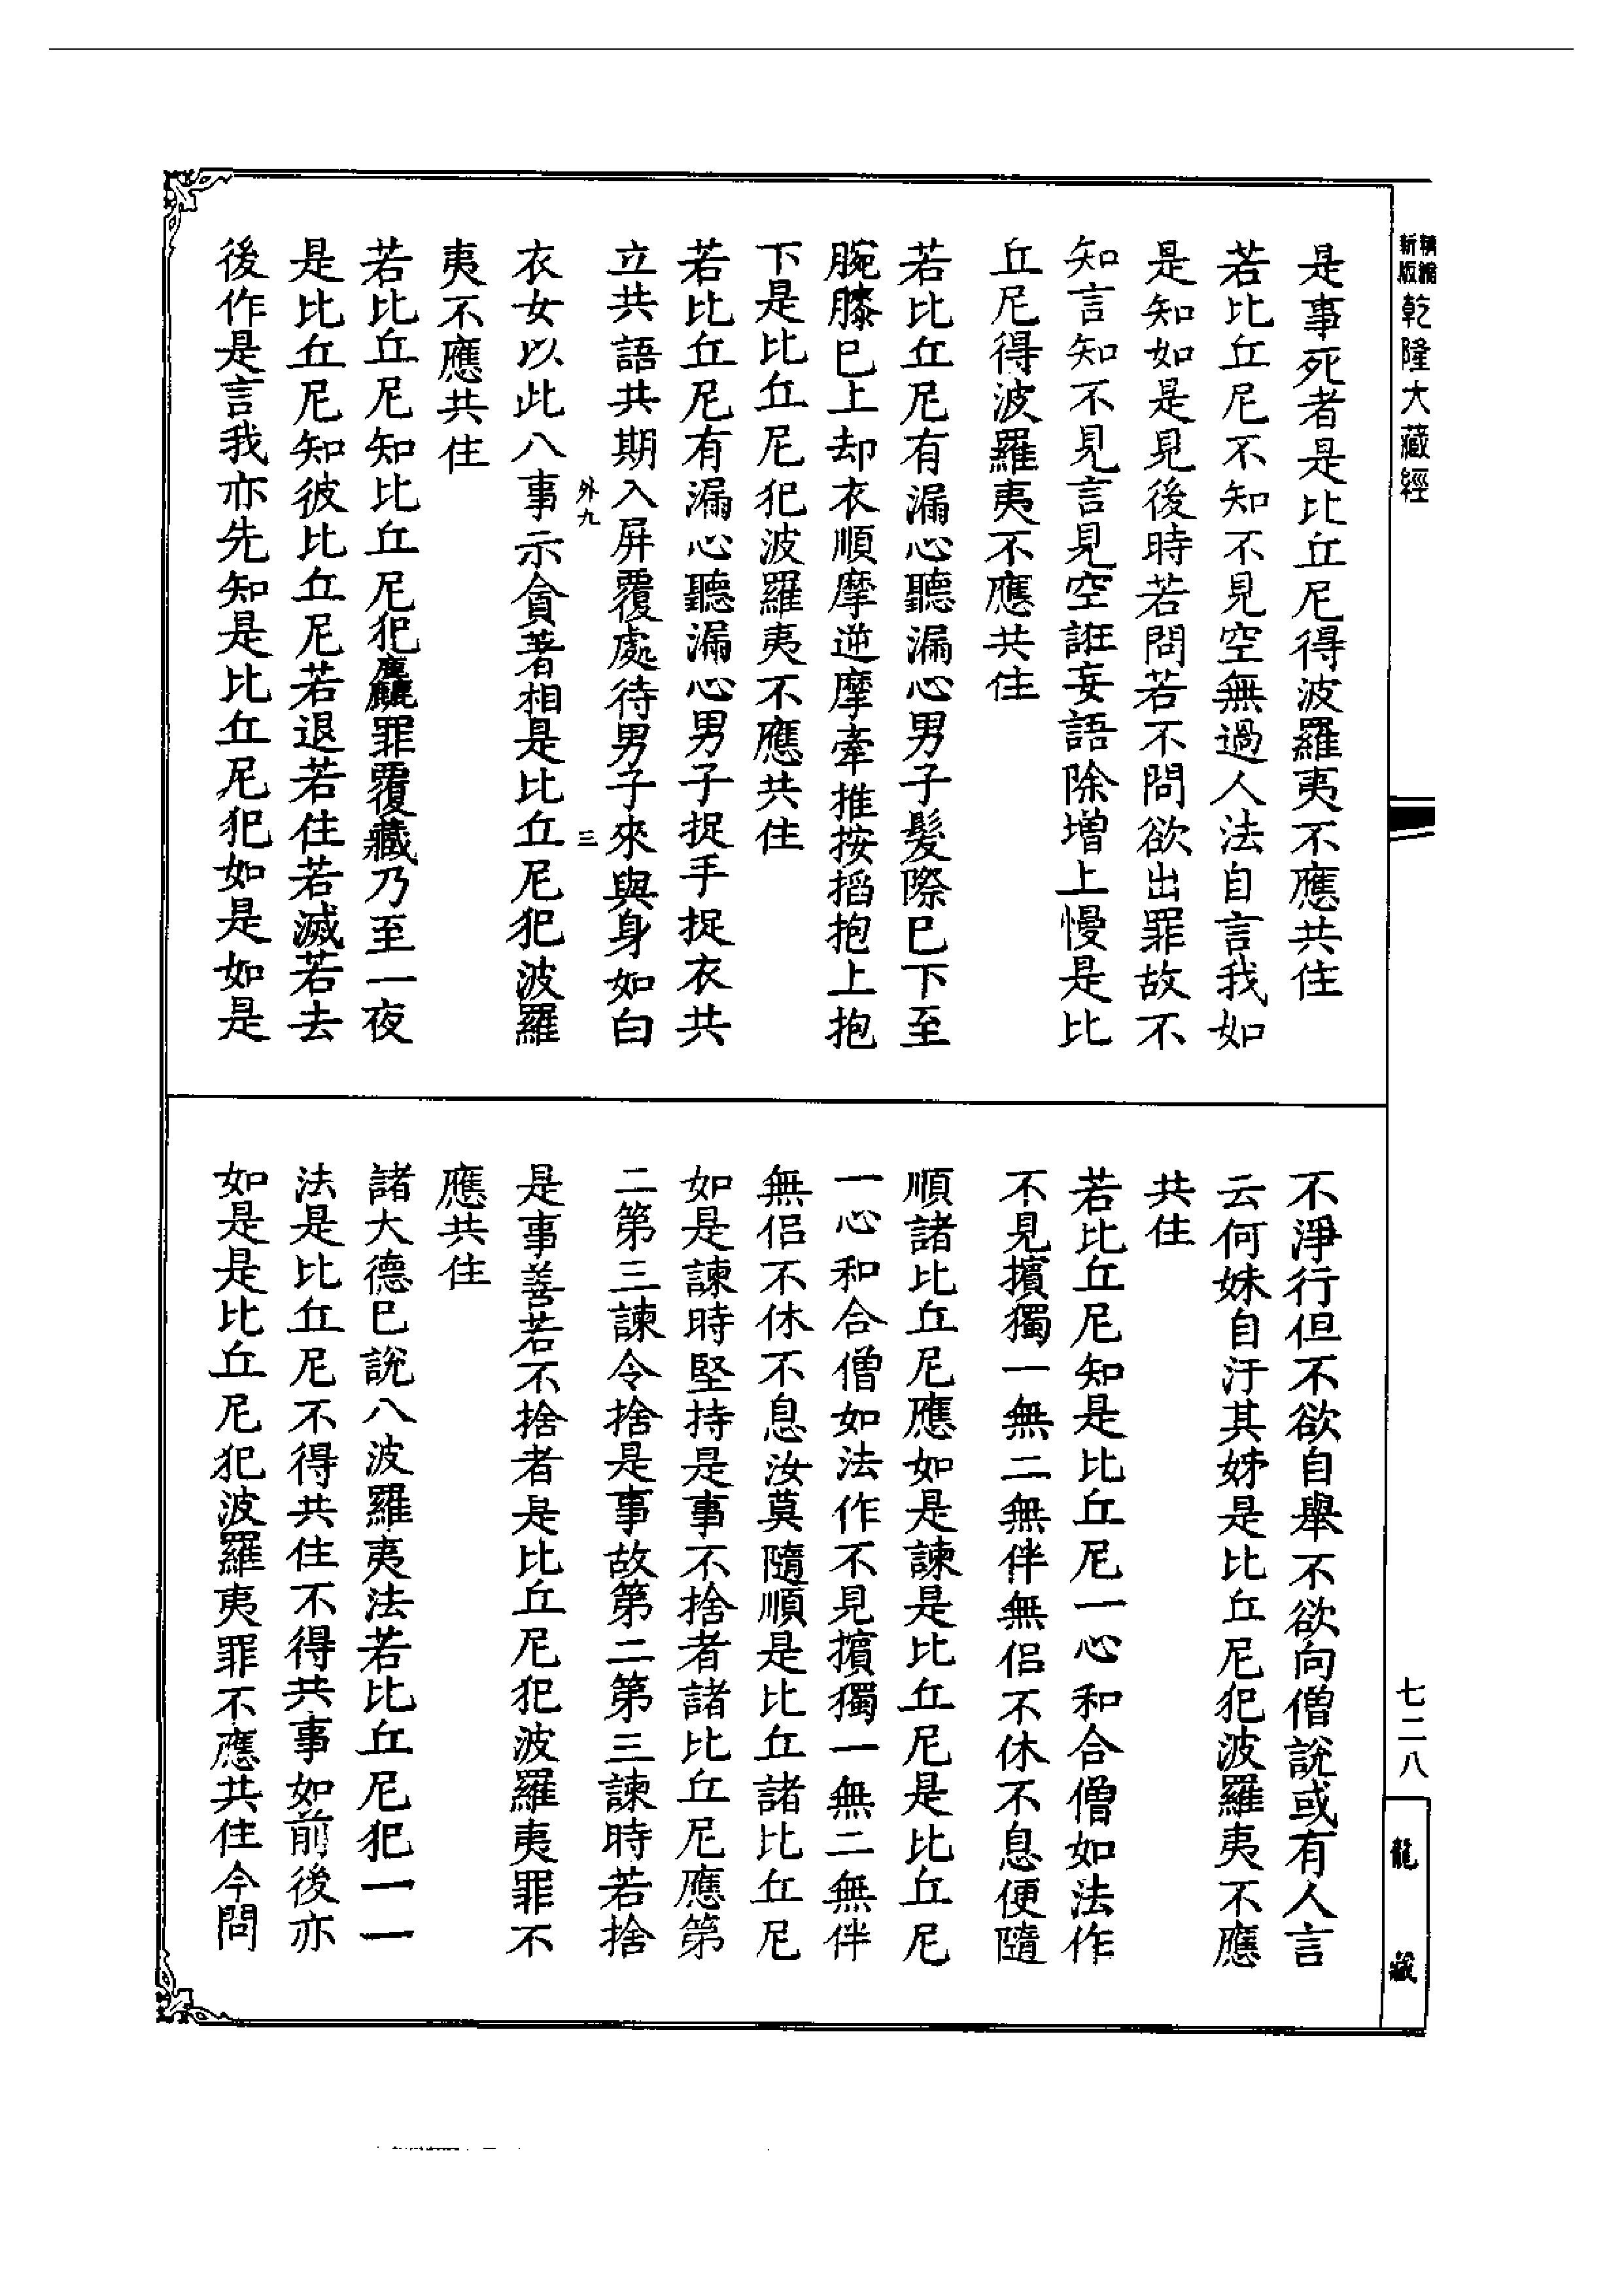 精縮
新版
乾隆大藏經
是事死者是比丘尼得波羅夷不應共住
若比丘尼不知不見空無過人法自言我如
是知如是見後時若問若不問欲出罪故不
知言知不見言見空誑妄語除增上慢是比
丘尼得波羅夷不應共住
若比丘尼有漏心聽漏心男子髮際巳下至
腕膝巳上却衣順摩逆摩牽推按搯抱上抱
下是比丘尼犯波羅夷不應共住
若比丘尼有漏心聽漏心男子捉手捉衣共
立共語共期入屏覆處待男子來與身如白
外九
三
衣女以此八事示貪著相是比丘尼犯波羅
夷不應共住
若比丘尼知比丘尼犯麤罪覆藏乃至一夜
是比丘尼知彼比丘尼若退若住若滅若去
後作是言我亦先知是比丘尼犯如是如是
不淨行但不欲自舉不欲向僧說或有人言
云何妹自汙其姊是比丘尼犯波羅夷不應
共住
若比丘尼知是比丘尼一心和合僧如法作
不見擯獨一無二無伴無侶不休不息便隨
順諸比丘尼應如是諫是比丘尼是比丘尼
一心和合僧如法作不見擯獨一無二無伴
無侶不休不息汝莫隨順是比丘諸比丘尼
如是諫時堅持是事不捨者諸比丘尼應第
二第三諫令捨是事故第二第三諫時若捨
是事善若不捨者是比丘尼犯波羅夷罪不
應共住
諸大德巳說八波羅夷法若比丘尼犯一一
法是比丘尼不得共住不得共事如前後亦
如是是比丘尼犯波羅夷罪不應共住今問
七二八
龍藏